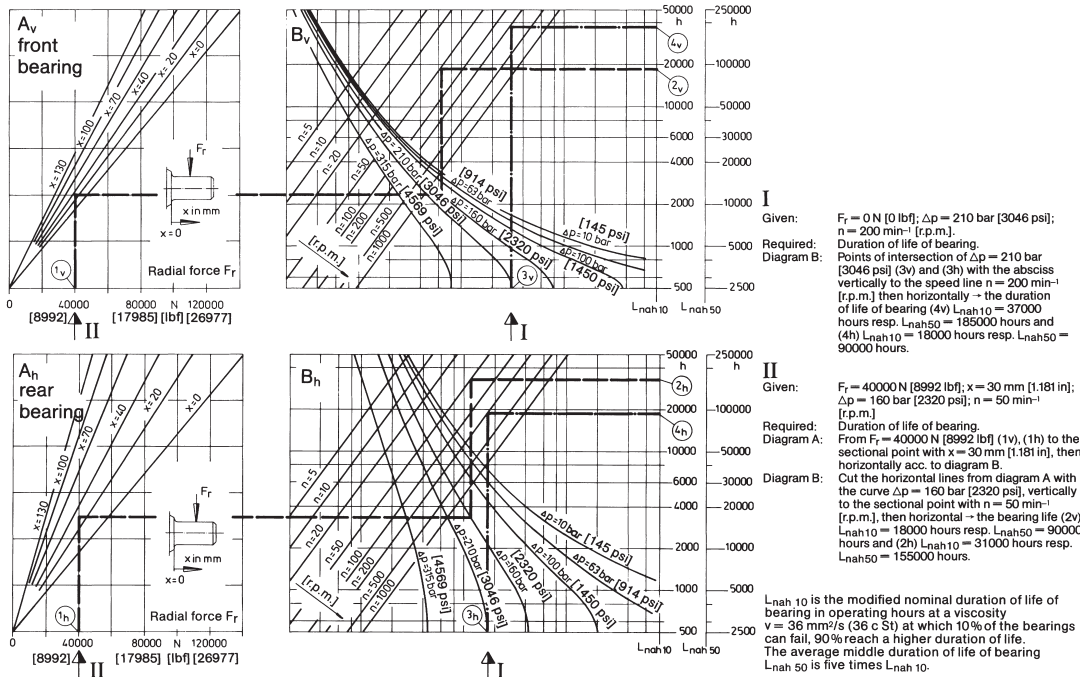 A_v
front
bearing
x=130
x=100
x=70
x=40
x=20
x=0
F_r
x in mm
x=0
1v
Radial force F_r
0
40000
80000
N
120000
[8992]
[17985] [lbf] [26977]
II
B_v
n=5
n=10
n=20
n=50
n=100
n=200
n=500
n=1000
[r.p.m.]
Δp=210 bar
Δp=315 bar
[3046 psi]
[4569 psi]
[914 psi]
Δp=63bar
Δp=160 bar
[2320 psi]
[145 psi]
Δp=10 bar
Δp=100bar
[1450 psi]
3v
4v
2v
50000
h
20000
10000
6000
4000
2000
1000
500
250000
h
100000
50000
20000
10000
5000
2500
L_nah 10 L_nah 50
I
A_h
rear
bearing
x=130
x=100
x=70
x=40
x=20
x=0
F_r
x in mm
x=0
1h
Radial force F_r
0
40000
80000
N
120000
[8992]
[17985] [lbf] [26977]
II
B_h
n=5
n=10
n=20
n=50
n=100
n=200
n=500
n=1000
[r.p.m.]
[4569 psi]
Δp=315bar
Δp=210bar
[3046 psi]
Δp=160bar
[2320 psi]
Δp=100bar
[1450 psi]
Δp=10bar [145 psi]
Δp=63bar [914 psi]
3h
2h
4h
50000
h
20000
10000
6000
4000
2000
1000
500
250000
h
100000
50000
20000
10000
5000
2500
L_nah 10 L_nah 50
I
I
Given: F_r = 0 N [0 lbf]; Δp = 210 bar [3046 psi];
n = 200 min⁻¹ [r.p.m.].
Required: Duration of life of bearing.
Diagram B: Points of intersection of Δp = 210 bar
[3046 psi] (3v) and (3h) with the absciss
vertically to the speed line n = 200 min⁻¹
[r.p.m.] then horizontally → the duration
of life of bearing (4v) L_nah10 = 37000
hours resp. L_nah50 = 185000 hours and
(4h) L_nah10 = 18000 hours resp. L_nah50 =
90000 hours.
II
Given: F_r = 40000 N [8992 lbf]; x = 30 mm [1.181 in];
Δp = 160 bar [2320 psi]; n = 50 min⁻¹
[r.p.m.]
Required: Duration of life of bearing.
Diagram A: From F_r = 40000 N [8992 lbf] (1v), (1h) to the
sectional point with x = 30 mm [1.181 in], then
horizontally acc. to diagram B.
Diagram B: Cut the horizontal lines from diagram A with
the curve Δp = 160 bar [2320 psi], vertically
to the sectional point with n = 50 min⁻¹
[r.p.m.], then horizontal → the bearing life (2v)
L_nah10 = 18000 hours resp. L_nah50 = 90000
hours and (2h) L_nah10 = 31000 hours resp.
L_nah50 = 155000 hours.
L_nah 10 is the modified nominal duration of life of
bearing in operating hours at a viscosity
v = 36 mm²/s (36 c St) at which 10% of the bearings
can fail, 90% reach a higher duration of life.
The average middle duration of life of bearing
L_nah 50 is five times L_nah 10.